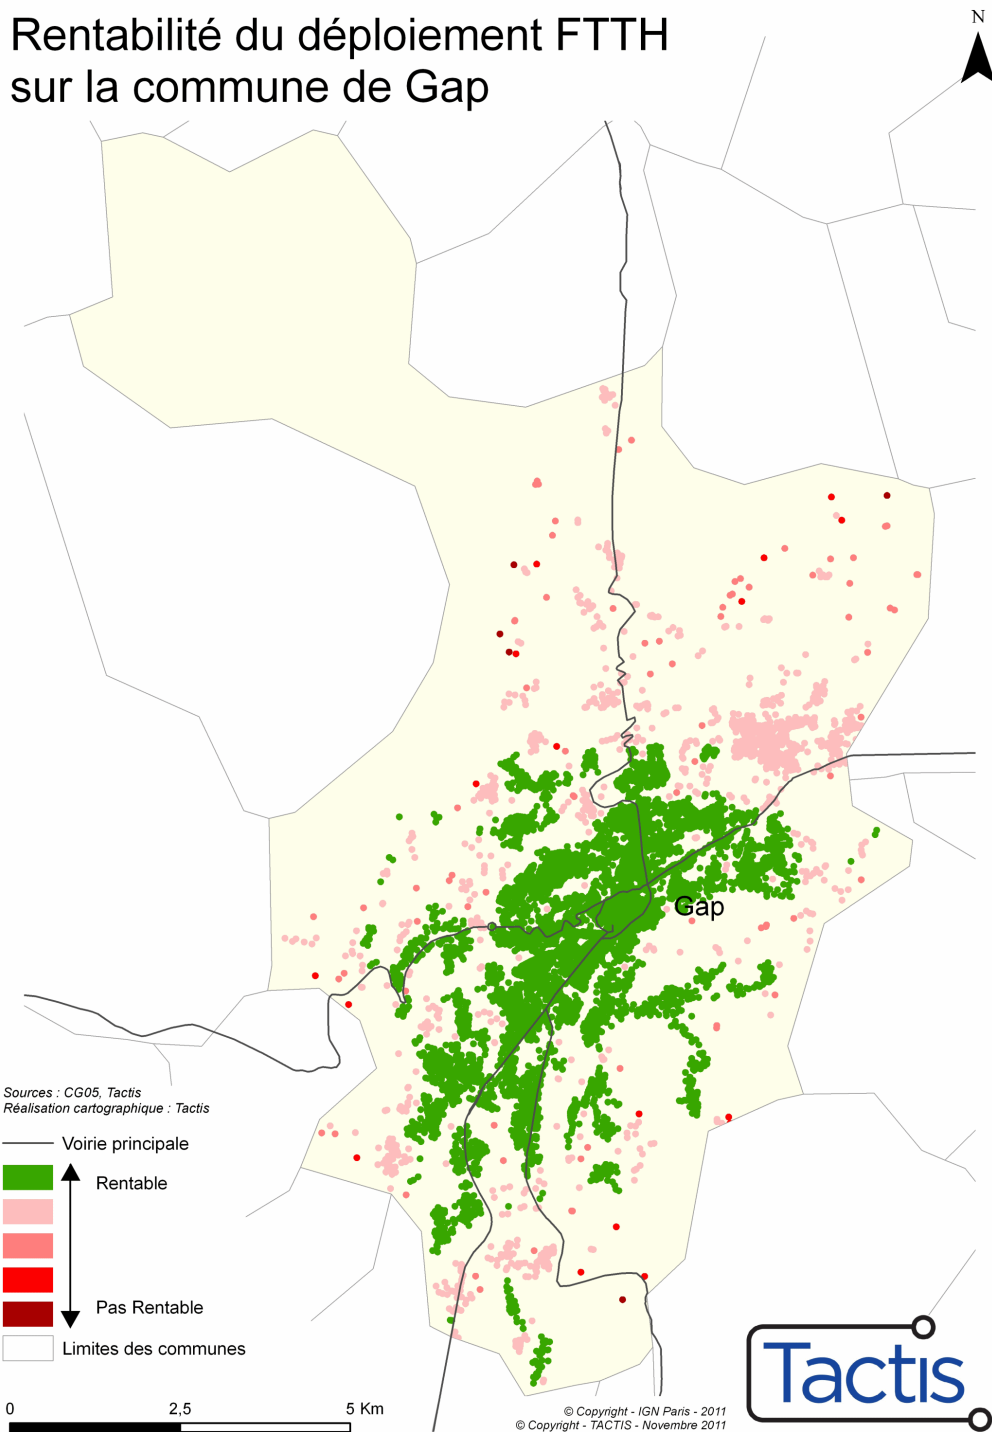 Rentabilité du déploiement FTTH
sur la commune de Gap
N
Gap
Sources : CG05, Tactis
Réalisation cartographique : Tactis
Voirie principale
Rentable
Pas Rentable
Limites des communes
0 2,5 5 Km
© Copyright - IGN Paris - 2011
© Copyright - TACTIS - Novembre 2011
Tactis